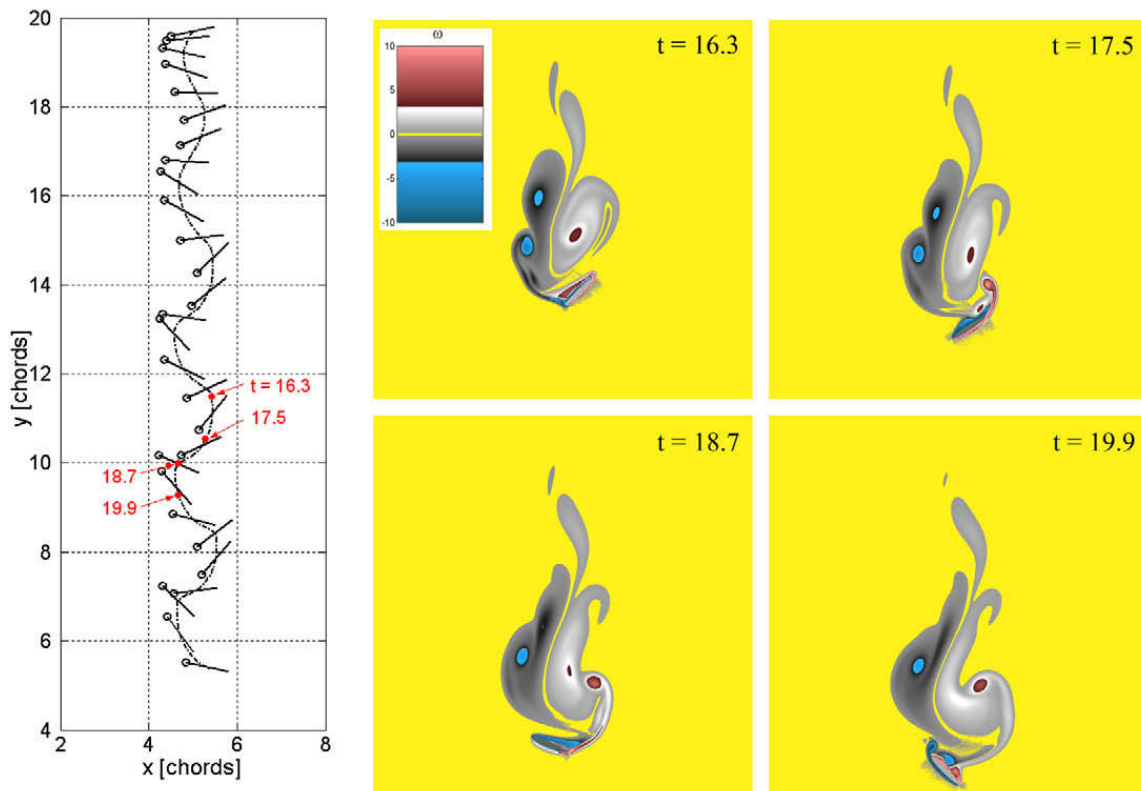 20
18
16
14
12
10
8
6
4
y [chords]
2
4
6
8
x [chords]
t = 16.3
17.5
18.7
19.9
ω
10
5
0
-5
-10
t = 16.3
t = 17.5
t = 18.7
t = 19.9